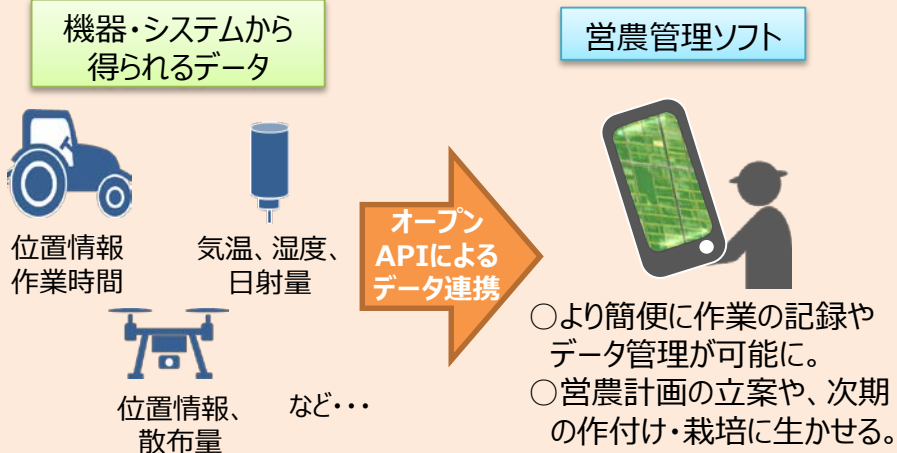 機器・システムから
得られるデータ
位置情報
作業時間
気温、湿度、
日射量
位置情報、
散布量
など・・・
オープン
APIによる
データ連携
営農管理ソフト
○より簡便に作業の記録や
データ管理が可能に。
○営農計画の立案や、次期
の作付け・栽培に生かせる。